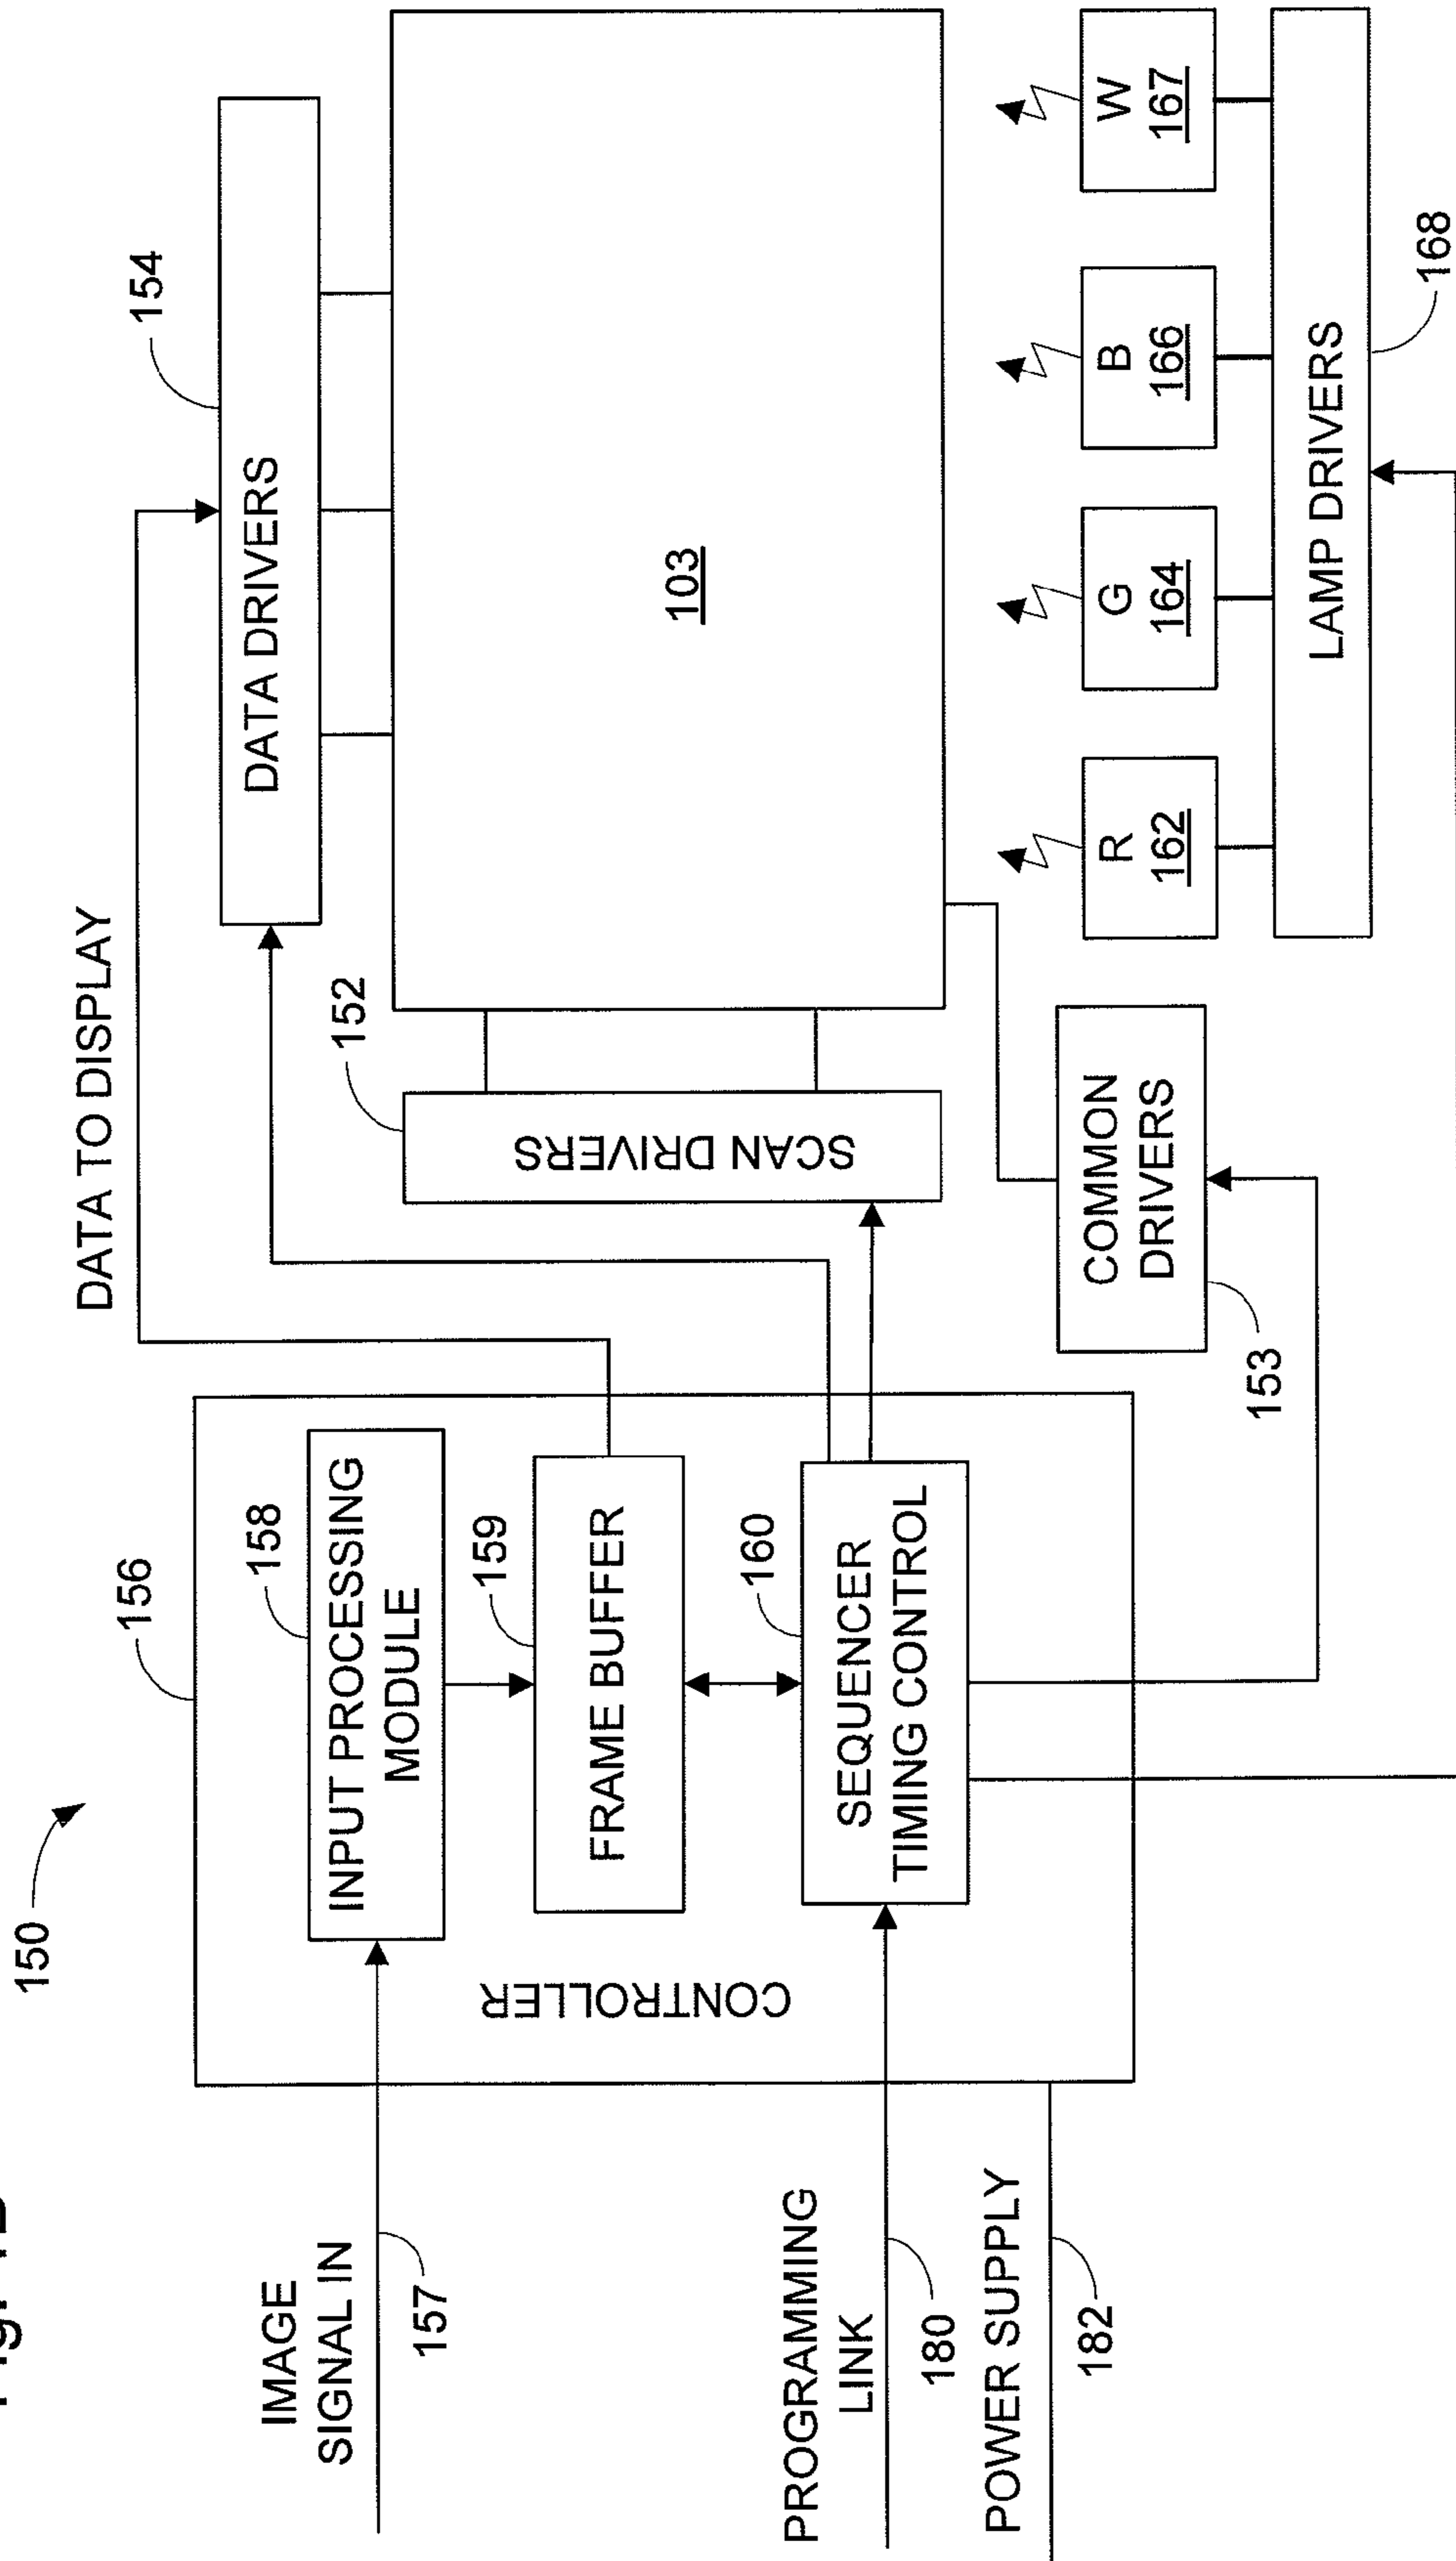 150
156
IMAGE
SIGNAL IN
157
158
INPUT PROCESSING
MODULE
159
FRAME BUFFER
160
SEQUENCER
TIMING CONTROL
CONTROLLER
PROGRAMMING
LINK
180
POWER SUPPLY
182
DATA TO DISPLAY
154
DATA DRIVERS
152
SCAN DRIVERS
103
COMMON
DRIVERS
153
R
162
G
164
B
166
W
167
LAMP DRIVERS
168